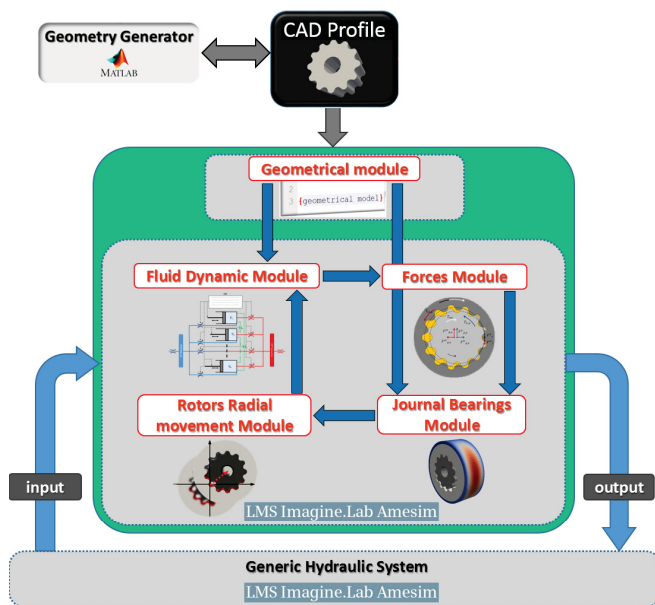 CAD Profile
Geometry Generator
MATLAB
Geometrical module
2
3 {geometrical model}
Fluid Dynamic Module
Forces Module
Rotors Radial
movement Module
Journal Bearings
Module
input
output
LMS Imagine.Lab Amesim
Generic Hydraulic System
LMS Imagine.Lab Amesim